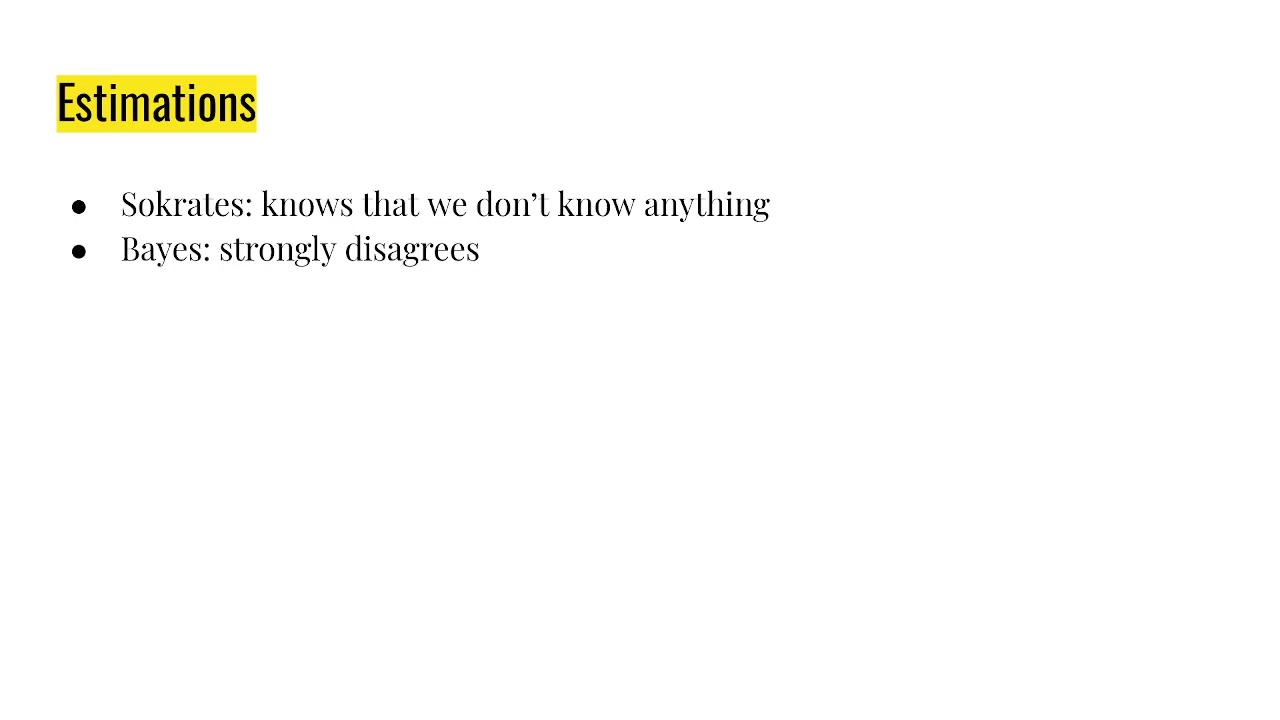 Estimations
● Sokrates: knows that we don’t know anything
● Bayes: strongly disagrees